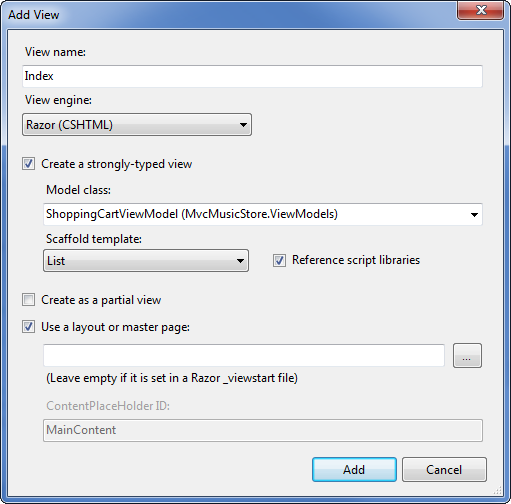 Add View
View name:
Index
View engine:
Razor (CSHTML)
Create a strongly-typed view
Model class:
ShoppingCartViewModel (MvcMusicStore.ViewModels)
Scaffold template:
List
Reference script libraries
Create as a partial view
Use a layout or master page:
...
(Leave empty if it is set in a Razor _viewstart file)
ContentPlaceHolder ID:
MainContent
Add
Cancel